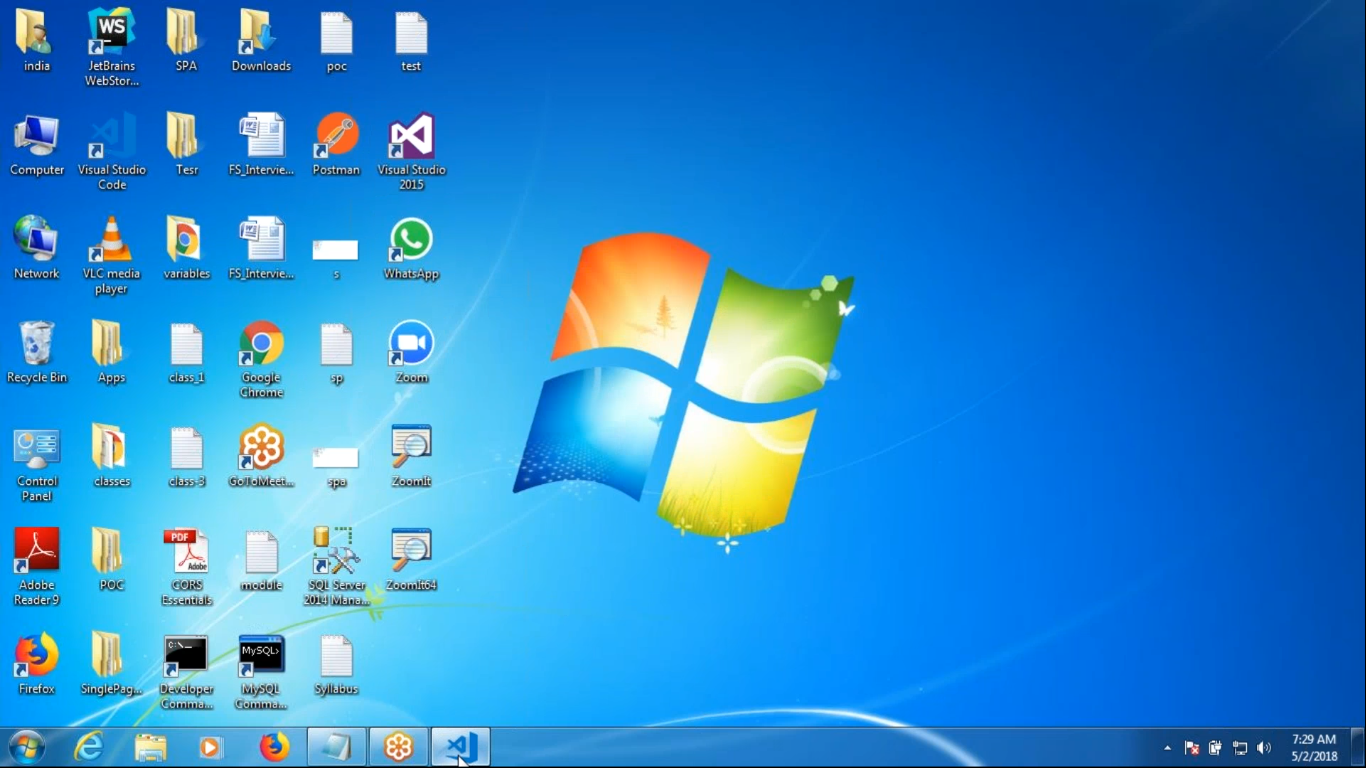 india
JetBrains
WebStor...
SPA
Downloads
poc
test
Computer
Visual Studio
Code
Tesr
FS_Intervie...
Postman
Visual Studio
2015
Network
VLC media
player
variables
FS_Intervie...
s
WhatsApp
Recycle Bin
Apps
class_1
Google
Chrome
sp
Zoom
Control
Panel
classes
class-3
GoToMeet...
spa
ZoomIt
Adobe
Reader 9
POC
CORS
Essentials
module
SQL Server
2014 Mana...
ZoomIt64
Firefox
SinglePag...
Developer
Comma...
MySQL
Comma...
Syllabus
WS
PDF
Adobe
C:\_
MySQL>
7:29 AM
5/2/2018